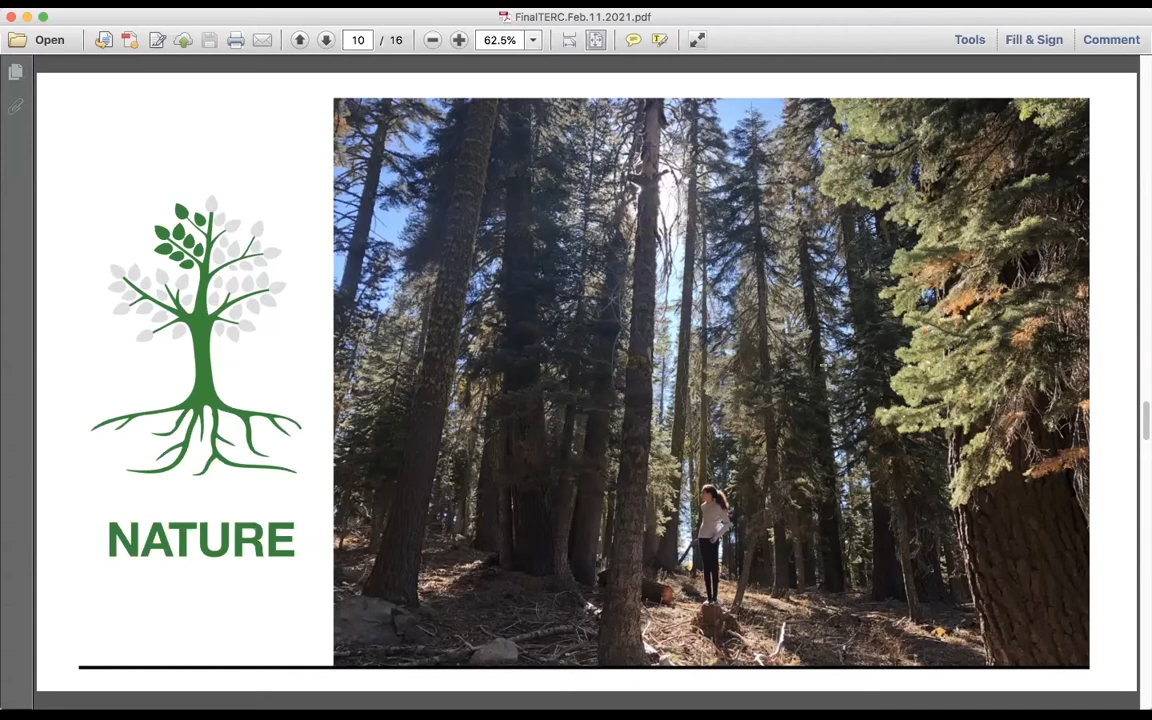 FinalTERC.Feb.11.2021.pdf
Open
10 / 16
62.5%
Tools
Fill & Sign
Comment
NATURE